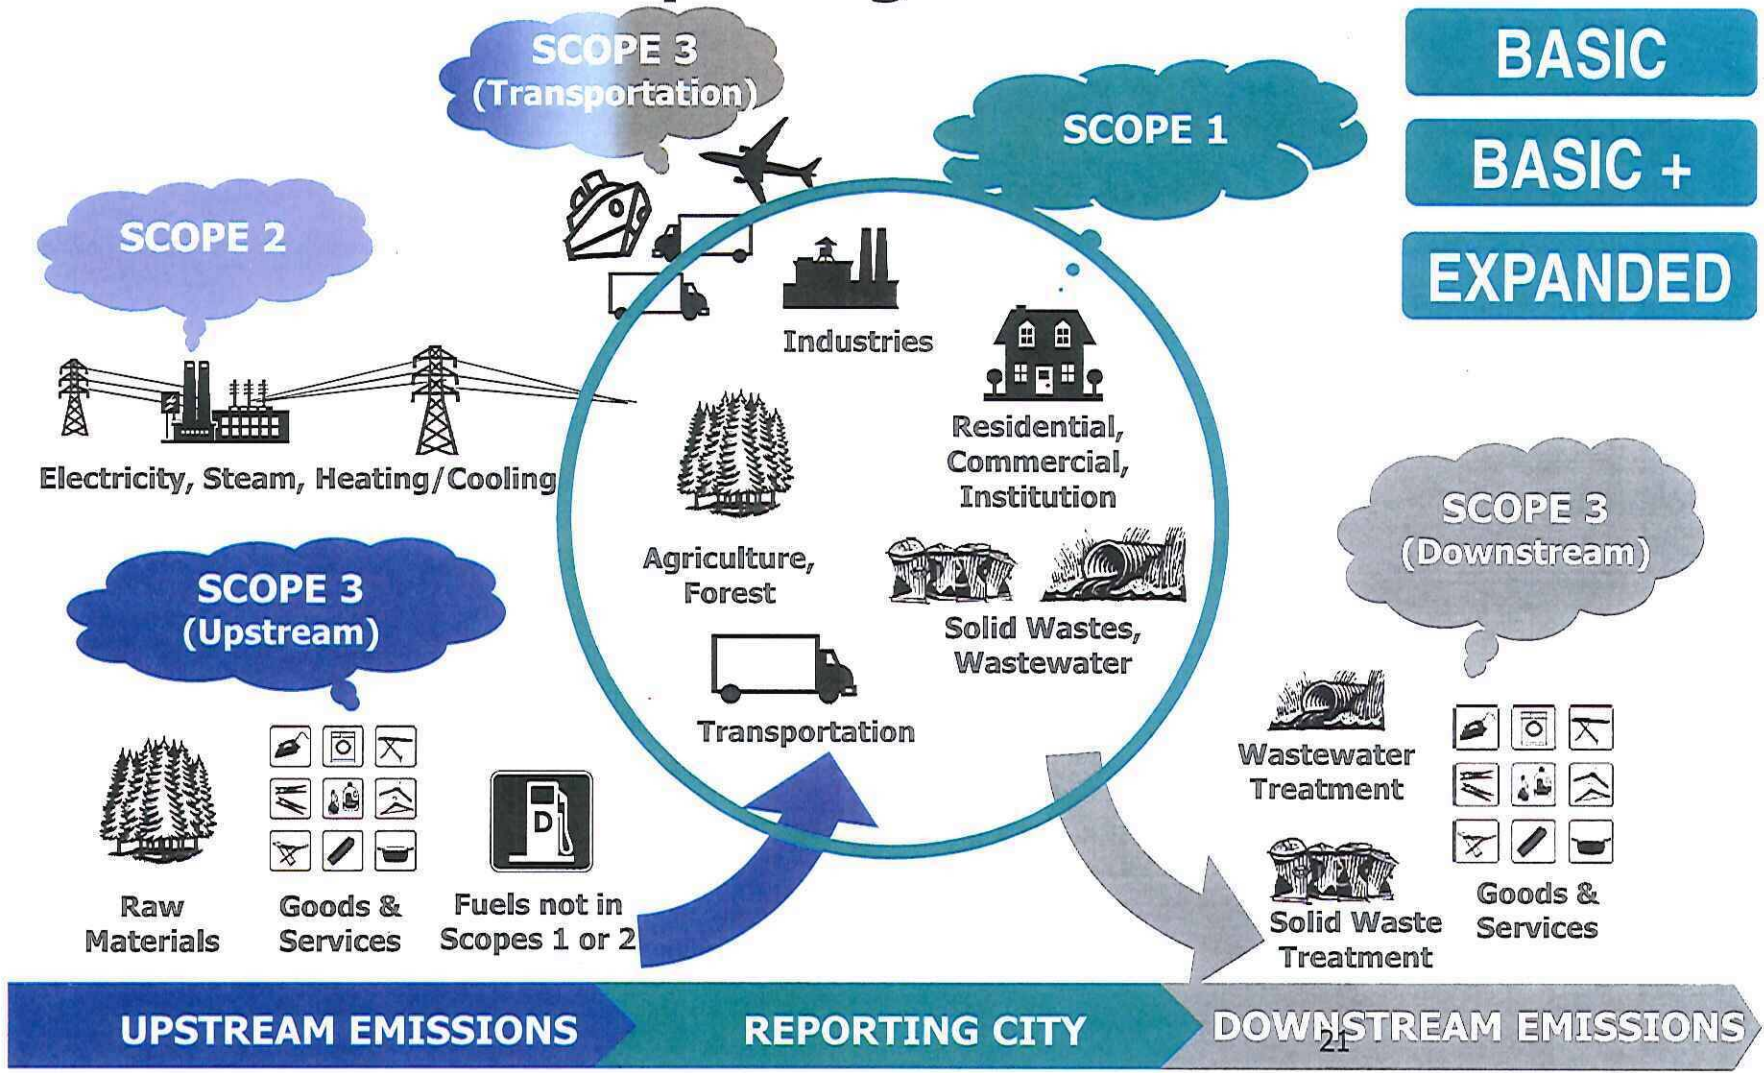 SCOPE 3
(Transportation)
SCOPE 1
BASIC
BASIC +
EXPANDED
SCOPE 2
Industries
Residential,
Commercial,
Institution
Electricity, Steam, Heating/Cooling
Agriculture,
Forest
Solid Wastes,
Wastewater
Transportation
SCOPE 3
(Upstream)
SCOPE 3
(Downstream)
Raw
Materials
Goods &
Services
D
Fuels not in
Scopes 1 or 2
Wastewater
Treatment
Solid Waste
Treatment
Goods &
Services
UPSTREAM EMISSIONS
REPORTING CITY
DOWNSTREAM EMISSIONS
21